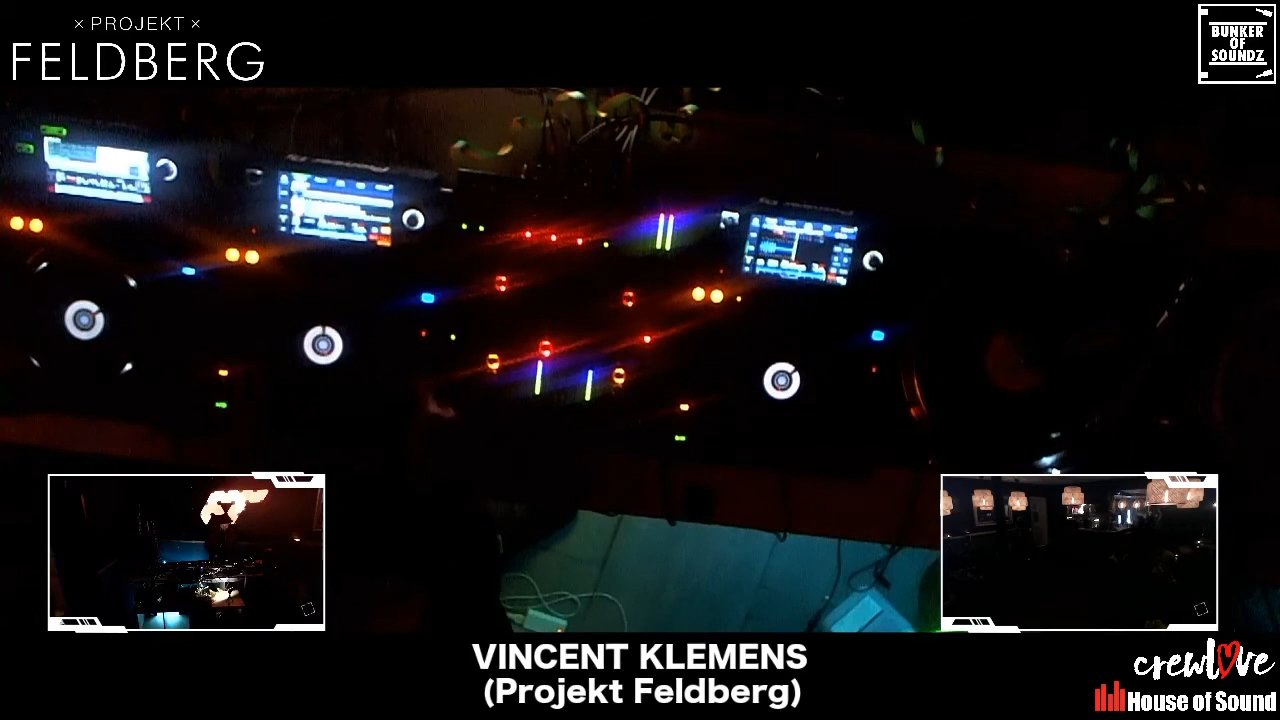 × PROJEKT ×
FELDBERG
BUNKER
OF
SOUNDZ
VINCENT KLEMENS
(Projekt Feldberg)
crewlove
House of Sound